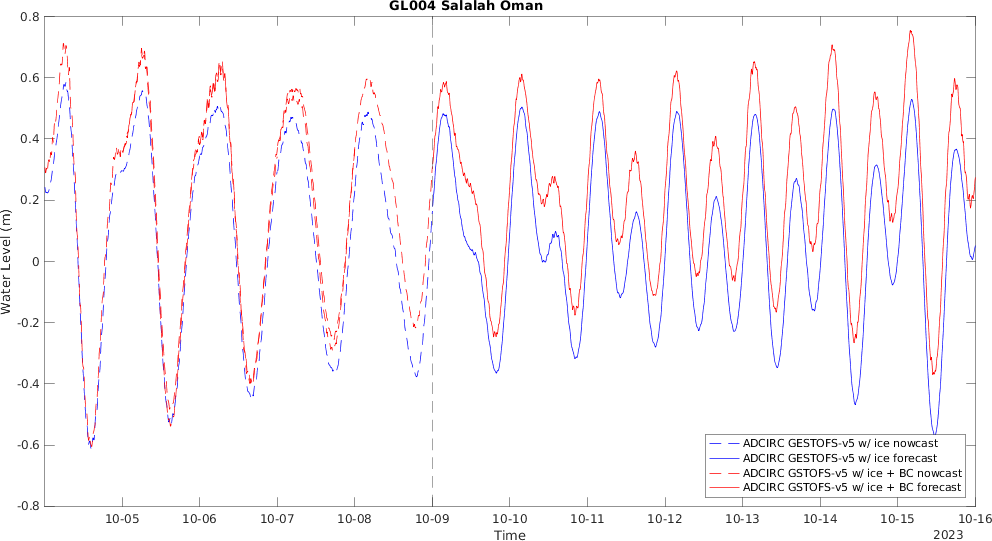 GL004 Salalah Oman
0.8
0.6
0.4
0.2
0
-0.2
-0.4
-0.6
-0.8
Water Level (m)
ADCIRC GESTOFS-v5 w/ ice nowcast
ADCIRC GESTOFS-v5 w/ ice forecast
ADCIRC GSTOFS-v5 w/ ice + BC nowcast
ADCIRC GSTOFS-v5 w/ ice + BC forecast
10-05 10-06 10-07 10-08 10-09 10-10 10-11 10-12 10-13 10-14 10-15 10-16
Time
2023